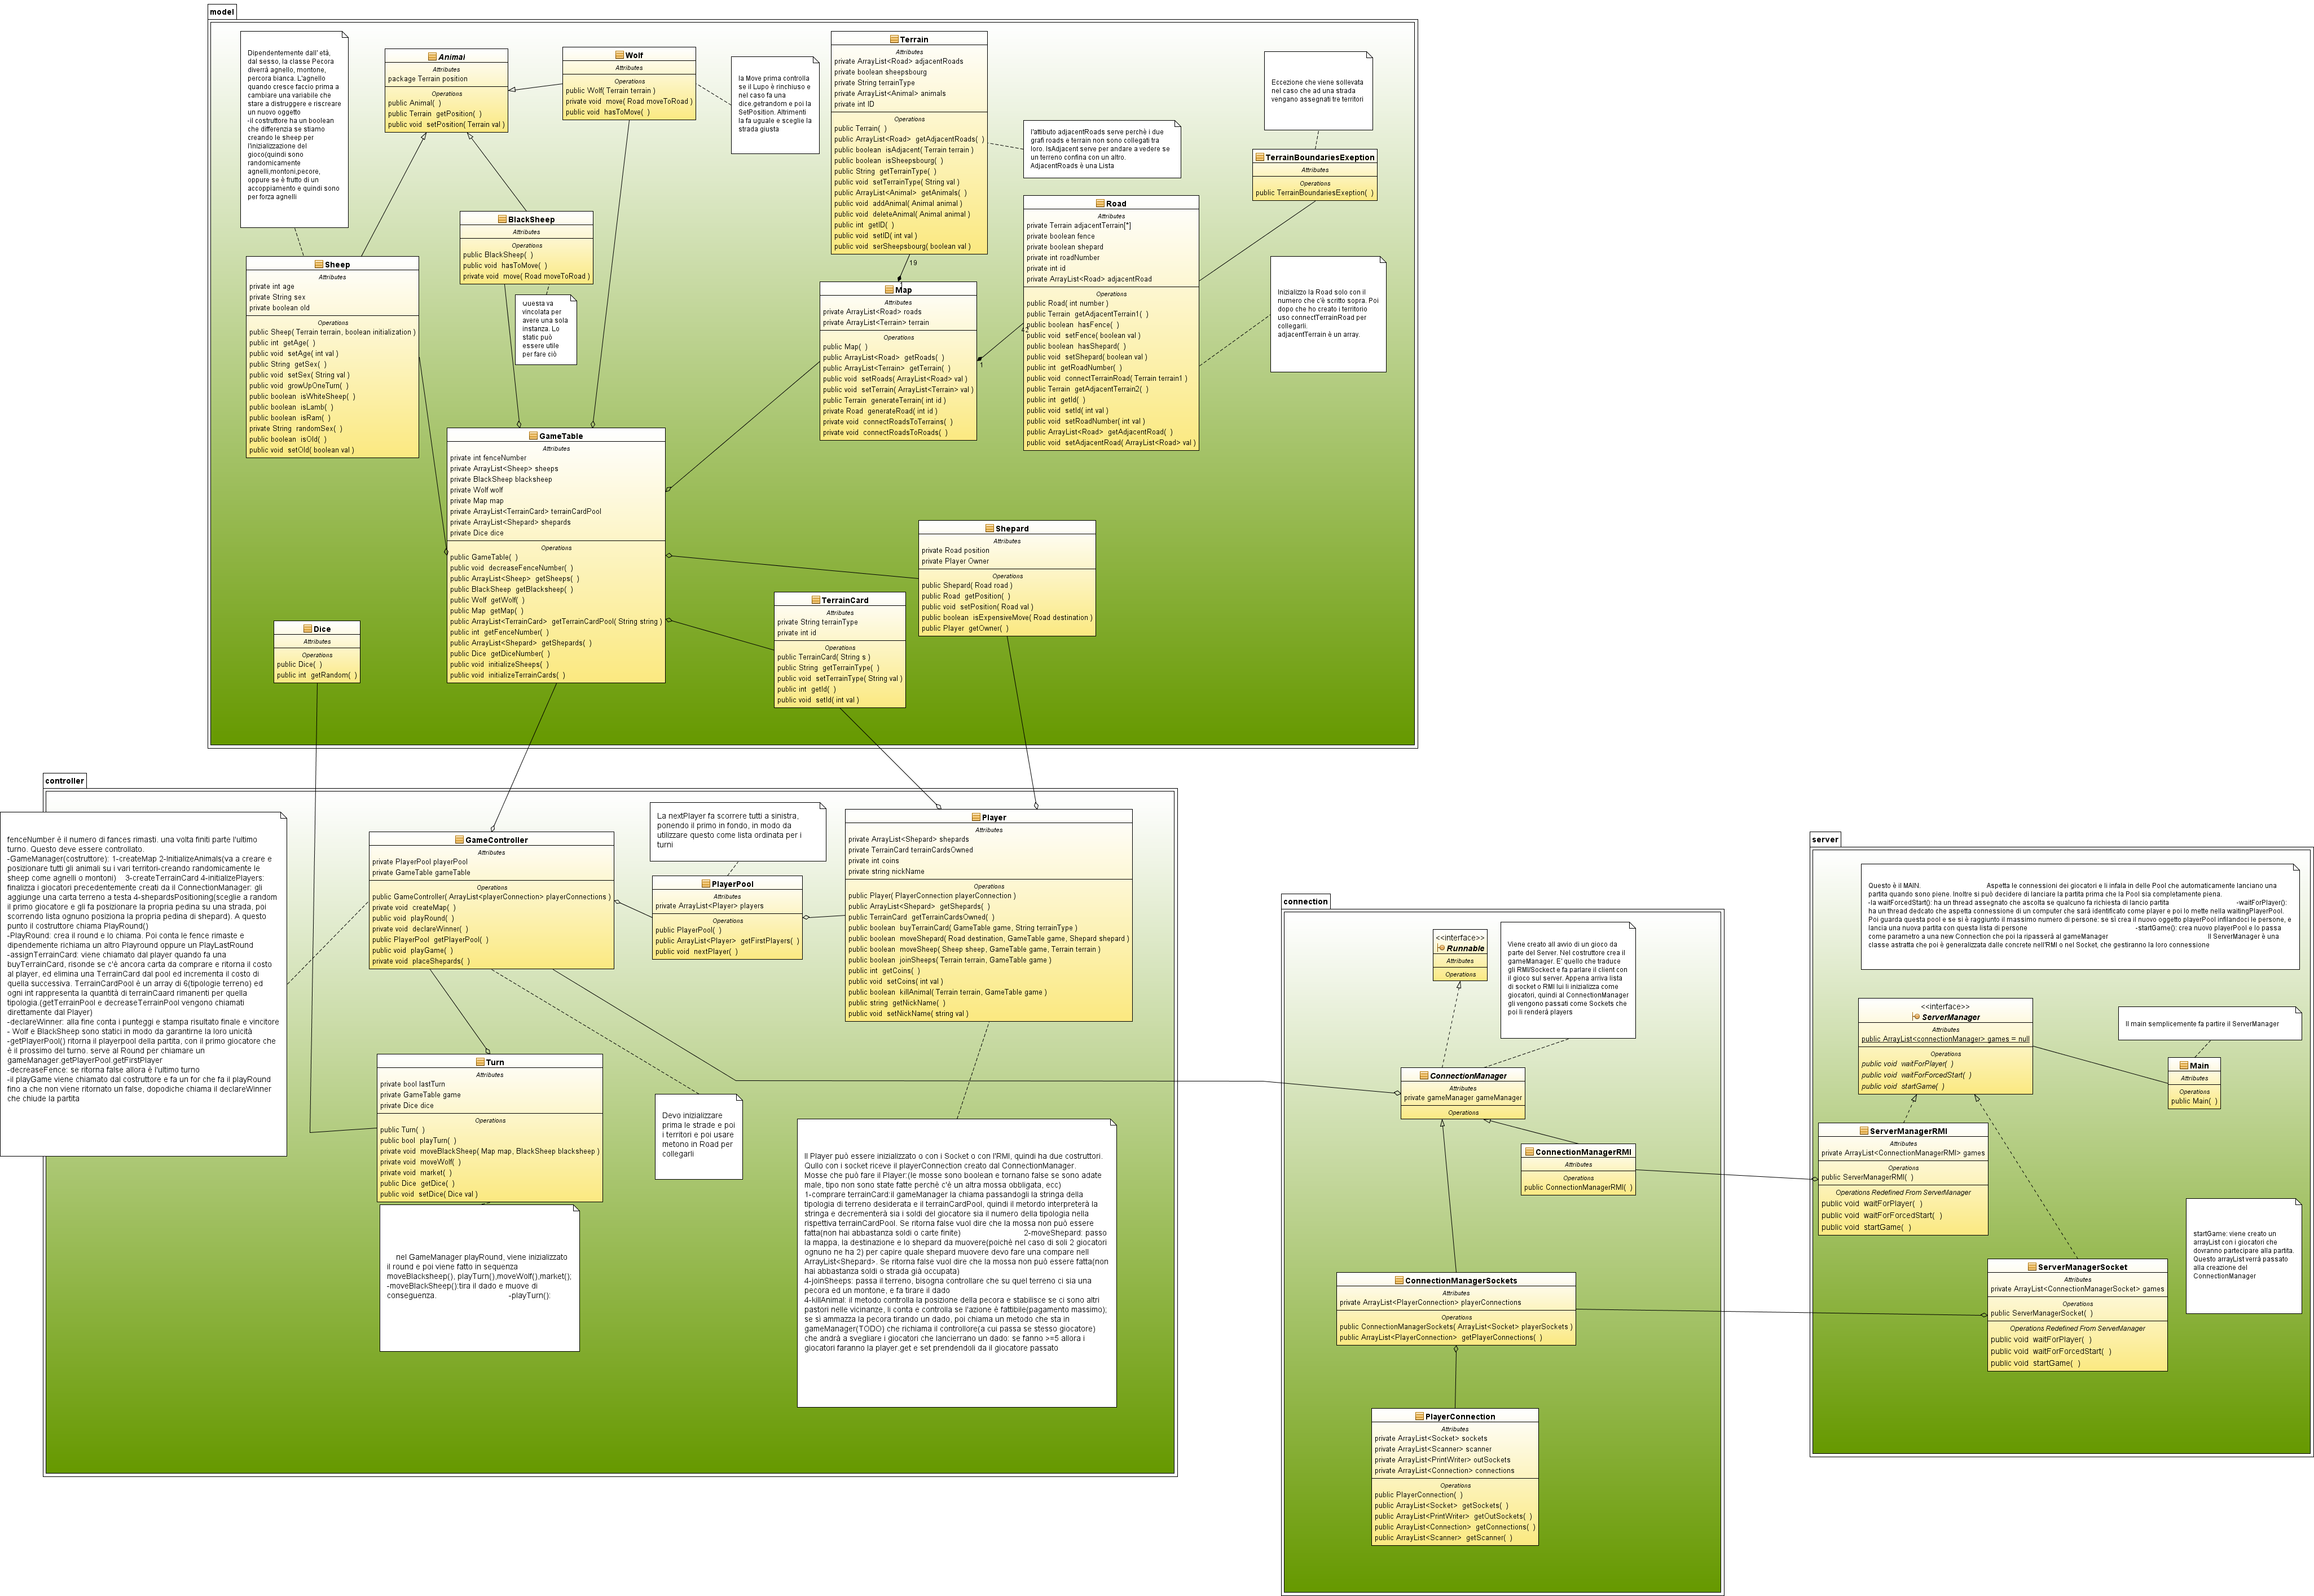 model
Dipendentemente dall' etá,
dal sesso, la classe Pecora
diverrá agnello, montone,
percora bianca. L'agnello
quando cresce faccio prima a
cambiare una variabile che
stare a distruggere e riscreare
un nuovo oggetto
-il costruttore ha un boolean
che differenzia se stiamo
creando le sheep per
l'inizializzazione del
gioco(quindi sono
randomicamente
agnelli,montoni,pecore,
oppure se è frutto di un
accoppiamento e quindi sono
per forza agnelli
Animal
Attributes
package Terrain position
Operations
public Animal( )
public Terrain getPosition( )
public void setPosition( Terrain val )
Wolf
Attributes
Operations
public Wolf( Terrain terrain )
private void move( Road moveToRoad )
public void hasToMove( )
la Move prima controlla
se il Lupo è rinchiuso e
nel caso fa una
dice.getrandom e poi la
SetPosition. Altrimenti
la fa uguale e sceglie la
strada giusta
Terrain
Attributes
private ArrayList<Road> adjacentRoads
private boolean sheepsbourg
private String terrainType
private ArrayList<Animal> animals
private int ID
Operations
public Terrain( )
public ArrayList<Road> getAdjacentRoads( )
public boolean isAdjacent( Terrain terrain )
public boolean isSheepsbourg( )
public String getTerrainType( )
public void setTerrainType( String val )
public ArrayList<Animal> getAnimals( )
public void addAnimal( Animal animal )
public void deleteAnimal( Animal animal )
public int getID( )
public void setID( int val )
public void serSheepsbourg( boolean val )
l'attibuto adjacentRoads serve perchè i due
grafi roads e terrain non sono collegati tra
loro. IsAdjacent serve per andare a vedere se
un terreno confina con un altro.
AdjacentRoads è una Lista
Eccezione che viene sollevata
nel caso che ad una strada
vengano assegnati tre territori
TerrainBoundariesExeption
Attributes
Operations
public TerrainBoundariesExeption( )
BlackSheep
Attributes
Operations
public BlackSheep( )
public void hasToMove( )
private void move( Road moveToRoad )
Questa va
vincolata per
avere una sola
instanza. Lo
static può
essere utile
per fare ciò
Sheep
Attributes
private int age
private String sex
private boolean old
Operations
public Sheep( Terrain terrain, boolean initialization )
public int getAge( )
public void setAge( int val )
public String getSex( )
public void setSex( String val )
public void growUpOneTurn( )
public boolean isWhiteSheep( )
public boolean isLamb( )
public boolean isRam( )
private String randomSex( )
public boolean isOld( )
public void setOld( boolean val )
19
Map
Attributes
private ArrayList<Road> roads
private ArrayList<Terrain> terrain
Operations
public Map( )
public ArrayList<Road> getRoads( )
public ArrayList<Terrain> getTerrain( )
public void setRoads( ArrayList<Road> val )
public void setTerrain( ArrayList<Terrain> val )
public Terrain generateTerrain( int id )
private Road generateRoad( int id )
private void connectRoadsToTerrains( )
private void connectRoadsToRoads( )
1
Road
Attributes
private Terrain adjacentTerrain[*]
private boolean fence
private boolean shepard
private int roadNumber
private int id
private ArrayList<Road> adjacentRoad
Operations
public Road( int number )
public Terrain getAdjacentTerrain1( )
public boolean hasFence( )
public void setFence( boolean val )
public boolean hasShepard( )
public void setShepard( boolean val )
public int getRoadNumber( )
public void connectTerrainRoad( Terrain terrain1 )
public Terrain getAdjacentTerrain2( )
public int getId( )
public void setId( int val )
public void setRoadNumber( int val )
public ArrayList<Road> getAdjacentRoad( )
public void setAdjacentRoad( ArrayList<Road> val )
Inizializzo la Road solo con il
numero che c'è scritto sopra. Poi
dopo che ho creato i territorio
uso connectTerrainRoad per
collegarli.
adjacentTerrain è un array.
GameTable
Attributes
private int fenceNumber
private ArrayList<Sheep> sheeps
private BlackSheep blacksheep
private Wolf wolf
private Map map
private ArrayList<TerrainCard> terrainCardPool
private ArrayList<Shepard> shepards
private Dice dice
Operations
public GameTable( )
public void decreaseFenceNumber( )
public ArrayList<Sheep> getSheeps( )
public BlackSheep getBlacksheep( )
public Wolf getWolf( )
public Map getMap( )
public ArrayList<TerrainCard> getTerrainCardPool( String string )
public int getFenceNumber( )
public ArrayList<Shepard> getShepards( )
public Dice getDiceNumber( )
public void initializeSheeps( )
public void initializeTerrainCards( )
Shepard
Attributes
private Road position
private Player Owner
Operations
public Shepard( Road road )
public Road getPosition( )
public void setPosition( Road val )
public boolean isExpensiveMove( Road destination )
public Player getOwner( )
TerrainCard
Attributes
private String terrainType
private int id
Operations
public TerrainCard( String s )
public String getTerrainType( )
public void setTerrainType( String val )
public int getId( )
public void setId( int val )
Dice
Attributes
Operations
public Dice( )
public int getRandom( )
controller
fenceNumber è il numero di fances rimasti. una volta finiti parte l'ultimo
turno. Questo deve essere controllato.
-GameManager(costruttore): 1-createMap 2-InitializeAnimals(va a creare e
posizionare tutti gli animali su i vari territori-creando randomicamente le
sheep come agnelli o montoni) 3-createTerrainCard 4-initializePlayers:
finalizza i giocatori precedentemente creati da il ConnectionManager: gli
aggiunge una carta terreno a testa 4-shepardsPositioning(sceglie a random
il primo giocatore e gli fa posizionare la propria pedina su una strada, poi
scorrendo lista ognuno posiziona la propria pedina di shepard). A questo
punto il costruttore chiama PlayRound()
-PlayRound: crea il round e lo chiama. Poi conta le fence rimaste e
dipendemente richiama un altro Playround oppure un PlayLastRound
-assignTerrainCard: viene chiamato dal player quando fa una
buyTerrainCard, risonde se c'è ancora carta da comprare e ritorna il costo
al player, ed elimina una TerrainCard dal pool ed incrementa il costo di
quella successiva. TerrainCardPool è un array di 6(tipologie terreno) ed
ogni int rappresenta la quantità di terrainCaard rimanenti per quella
tipologia.(getTerrainPool e decreaseTerrainPool vengono chiamati
direttamente dal Player)
-declareWinner: alla fine conta i punteggi e stampa risultato finale e vincitore
- Wolf e BlackSheep sono statici in modo da garantirne la loro unicità
-getPlayerPool() ritorna il playerpool della partita, con il primo giocatore che
è il prossimo del turno. serve al Round per chiamare un
gameManager.getPlayerPool.getFirstPlayer
-decreaseFence: se ritorna false allora è l'ultimo turno
-il playGame viene chiamato dal costruttore e fa un for che fa il playRound
fino a che non viene ritornato un false, dopodiche chiama il declareWinner
che chiude la partita
GameController
Attributes
private PlayerPool playerPool
private GameTable gameTable
Operations
public GameController( ArrayList<playerConnection> playerConnections )
private void createMap( )
public void playRound( )
private void declareWinner( )
public PlayerPool getPlayerPool( )
public void playGame( )
private void placeShepards( )
La nextPlayer fa scorrere tutti a sinistra,
ponendo il primo in fondo, in modo da
utilizzare questo come lista ordinata per i
turni
PlayerPool
Attributes
private ArrayList<Player> players
Operations
public PlayerPool( )
public ArrayList<Player> getFirstPlayers( )
public void nextPlayer( )
Player
Attributes
private ArrayList<Shepard> shepards
private TerrainCard terrainCardsOwned
private int coins
private string nickName
Operations
public Player( PlayerConnection playerConnection )
public ArrayList<Shepard> getShepards( )
public TerrainCard getTerrainCardsOwned( )
public boolean buyTerrainCard( GameTable game, String terrainType )
public boolean moveShepard( Road destination, GameTable game, Shepard shepard )
public boolean moveSheep( Sheep sheep, GameTable game, Terrain terrain )
public boolean joinSheeps( Terrain terrain, GameTable game )
public int getCoins( )
public void setCoins( int val )
public boolean killAnimal( Terrain terrain, GameTable game )
public string getNickName( )
public void setNickName( string val )
Turn
Attributes
private bool lastTurn
private GameTable game
private Dice dice
Operations
public Turn( )
public bool playTurn( )
private void moveBlackSheep( Map map, BlackSheep blacksheep )
private void moveWolf( )
private void market( )
public Dice getDice( )
public void setDice( Dice val )
nel GameManager playRound, viene inizializzato
il round e poi viene fatto in sequenza
moveBlacksheep(), playTurn(),moveWolf(),market();
-moveBlackSheep():tira il dado e muove di
conseguenza. -playTurn():
Devo inizializzare
prima le strade e poi
i territori e poi usare
metono in Road per
collegarli
Il Player può essere inizializzato o con i Socket o con l'RMI, quindi ha due costruttori.
Qullo con i socket riceve il playerConnection creato dal ConnectionManager.
Mosse che può fare il Player:(le mosse sono boolean e tornano false se sono adate
male, tipo non sono state fatte perchè c'è un altra mossa obbligata, ecc)
1-comprare terrainCard:il gameManager la chiama passandogli la stringa della
tipologia di terreno desiderata e il terrainCardPool, quindi il metordo interpreterà la
stringa e decrementerà sia i soldi del giocatore sia il numero della tipologia nella
rispettiva terrainCardPool. Se ritorna false vuol dire che la mossa non può essere
fatta(non hai abbastanza soldi o carte finite) 2-moveShepard: passo
la mappa, la destinazione e lo shepard da muovere(poichè nel caso di soli 2 giocatori
ognuno ne ha 2) per capire quale shepard muovere devo fare una compare nell
ArrayList<Shepard>. Se ritorna false vuol dire che la mossa non può essere fatta(non
hai abbastanza soldi o strada già occupata)
4-joinSheeps: passa il terreno, bisogna controllare che su quel terreno ci sia una
pecora ed un montone, e fa tirare il dado
4-killAnimal: il metodo controlla la posizione della pecora e stabilisce se ci sono altri
pastori nelle vicinanze, li conta e controlla se l'azione è fattibile(pagamento massimo);
se si ammazza la pecora tirando un dado, poi chiama un metodo che sta in
gameManager(TODO) che richiama il controllore(a cui passa se stesso giocatore)
che andrà a svegliare i giocatori che lancierrano un dado: se fanno >=5 allora i
giocatori faranno la player.get e set prendendoli da il giocatore passato
connection
<<interface>>
Runnable
Attributes
Operations
Viene creato all avvio di un gioco da
parte del Server. Nel costruttore crea il
gameManager. E' quello che traduce
gli RMI/Sockect e fa parlare il client con
il gioco sul server. Appena arriva lista
di socket o RMI lui li inizializza come
giocatori, quindi al ConnectionManager
gli vengono passati come Sockets che
poi li renderà players
ConnectionManager
Attributes
private gameManager gameManager
Operations
ConnectionManagerRMI
Attributes
Operations
public ConnectionManagerRMI( )
ConnectionManagerSockets
Attributes
private ArrayList<PlayerConnection> playerConnections
Operations
public ConnectionManagerSockets( ArrayList<Socket> playerSockets )
public ArrayList<PlayerConnection> getPlayerConnections( )
PlayerConnection
Attributes
private ArrayList<Socket> sockets
private ArrayList<Scanner> scanner
private ArrayList<PrintWriter> outSockets
private ArrayList<Connection> connections
Operations
public PlayerConnection( )
public ArrayList<Socket> getSockets( )
public ArrayList<PrintWriter> getOutSockets( )
public ArrayList<Connection> getConnections( )
public ArrayList<Scanner> getScanner( )
server
Questo è il MAIN. Aspetta le connessioni dei giocatori e li infala in delle Pool che automaticamente lanciano una
partita quando sono piene. Inoltre si può decidere di lanciare la partita prima che la Pool sia completamente piena.
-la waitForcedStart(): ha un thread assegnato che ascolta se qualcuno fa richiesta di lancio partita -waitForPlayer():
ha un thread dedcato che aspetta connessione di un computer che sarà identificato come player e poi lo mette nella waitingPlayerPool.
Poi guarda questa pool e se si è raggiunto il massimo numero di persone: se sì crea il nuovo oggetto playerPool infilandoci le persone, e
lancia una nuova partita con questa lista di persone -startGame(): crea nuovo playerPool e lo passa
come parametro a una new Connection che poi la ripasserà al gameManager Il ServerManager è una
classe astratta che poi è generalizzata dalle concrete nell'RMI o nel Socket, che gestiranno la loro connessione
<<interface>>
ServerManager
Attributes
public ArrayList<connectionManager> games = null
Operations
public void waitForPlayer( )
public void waitForForcedStart( )
public void startGame( )
Il main semplicemente fa partire il ServerManager
Main
Attributes
Operations
public Main( )
ServerManagerRMI
Attributes
private ArrayList<ConnectionManagerRMI> games
Operations
public ServerManagerRMI( )
Operations Redefined From ServerManager
public void waitForPlayer( )
public void waitForForcedStart( )
public void startGame( )
startGame: viene creato un
arrayList con i giocatori che
dovranno partecipare alla partita.
Questo arrayList verrà passato
alla creazione del
ConnectionManager
ServerManagerSocket
Attributes
private ArrayList<ConnectionManagerSocket> games
Operations
public ServerManagerSocket( )
Operations Redefined From ServerManager
public void waitForPlayer( )
public void waitForForcedStart( )
public void startGame( )